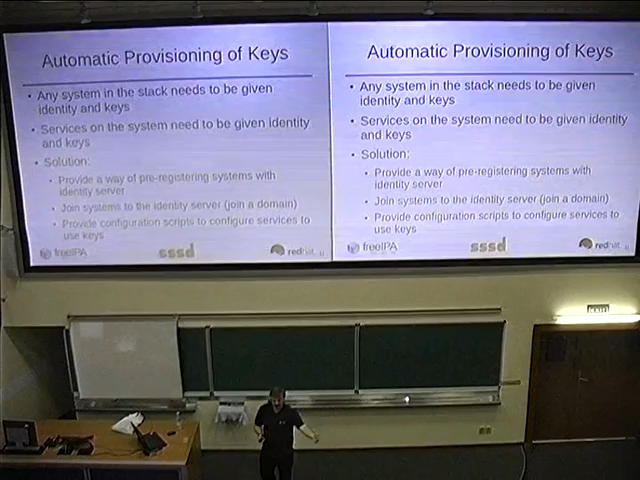 Automatic Provisioning of Keys
• Any system in the stack needs to be given
identity and keys
• Services on the system need to be given identity
and keys
• Solution:
• Provide a way of pre-registering systems with
identity server
• Join systems to the identity server (join a domain)
• Provide configuration scripts to configure services to
use keys
freeIPA sssd redhat.
Automatic Provisioning of Keys
• Any system in the stack needs to be given
identity and keys
• Services on the system need to be given identity
and keys
• Solution:
• Provide a way of pre-registering systems with
identity server
• Join systems to the identity server (join a domain)
• Provide configuration scripts to configure services to
use keys
freeIPA sssd redhat.
EXIT